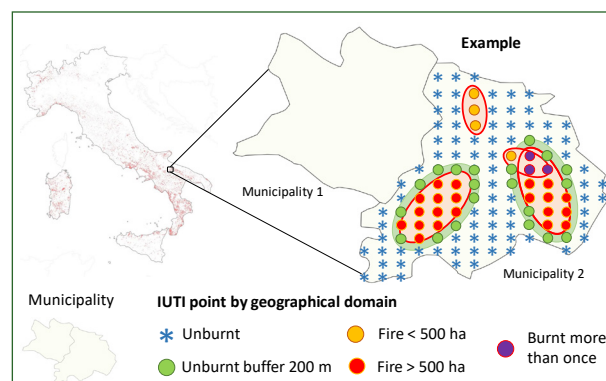 Example
Municipality 1
Municipality 2
Municipality
IUTI point by geographical domain
Unburnt
Fire < 500 ha
Burnt more
than once
Unburnt buffer 200 m
Fire > 500 ha